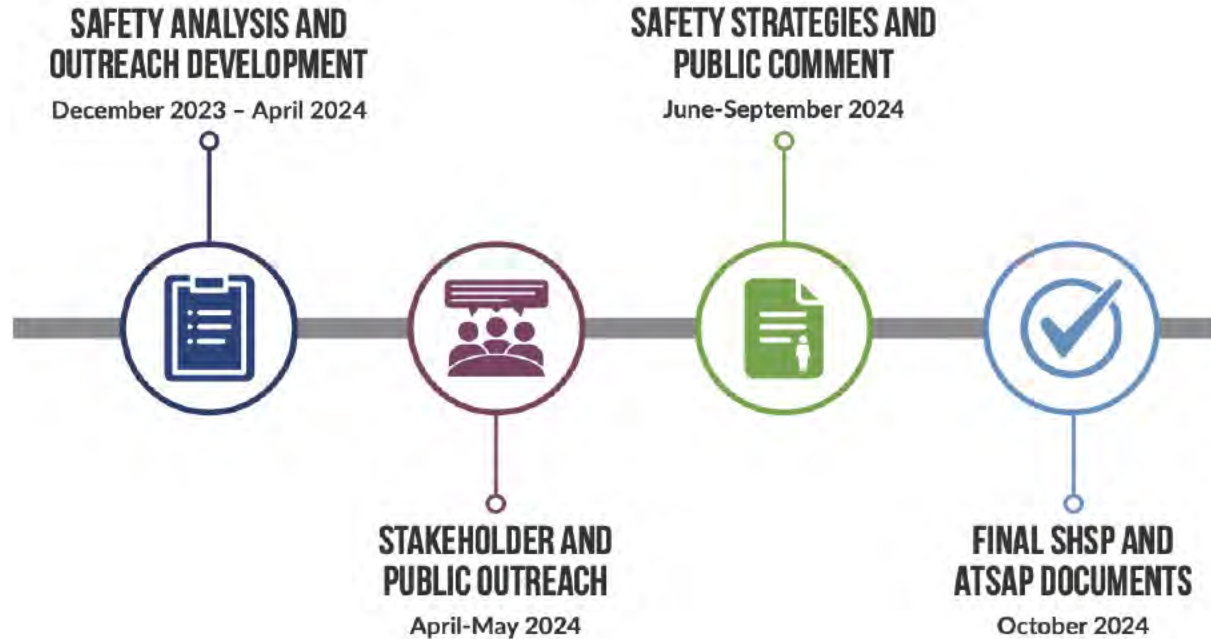 SAFETY ANALYSIS AND
OUTREACH DEVELOPMENT
December 2023 – April 2024
STAKEHOLDER AND
PUBLIC OUTREACH
April-May 2024
SAFETY STRATEGIES AND
PUBLIC COMMENT
June-September 2024
FINAL SHSP AND
ATSAP DOCUMENTS
October 2024